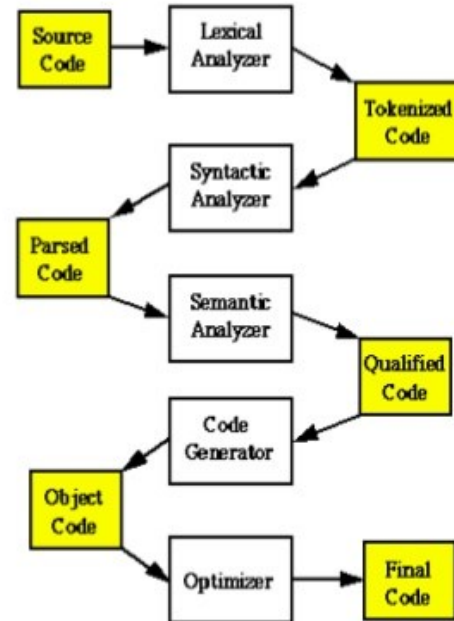 Source
Code
Lexical
Analyzer
Tokenized
Code
Syntactic
Analyzer
Parsed
Code
Semantic
Analyzer
Qualified
Code
Code
Generator
Object
Code
Optimizer
Final
Code